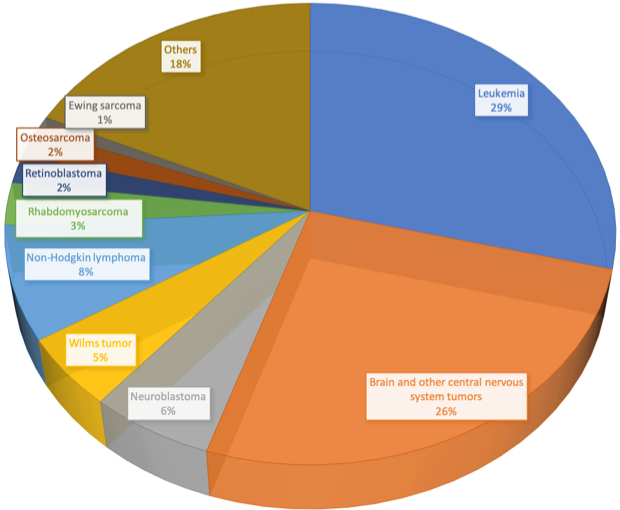 Others
18%
Leukemia
29%
Ewing sarcoma
1%
Osteosarcoma
2%
Retinoblastoma
2%
Rhabdomyosarcoma
3%
Non-Hodgkin lymphoma
8%
Wilms tumor
5%
Neuroblastoma
6%
Brain and other central nervous
system tumors
26%